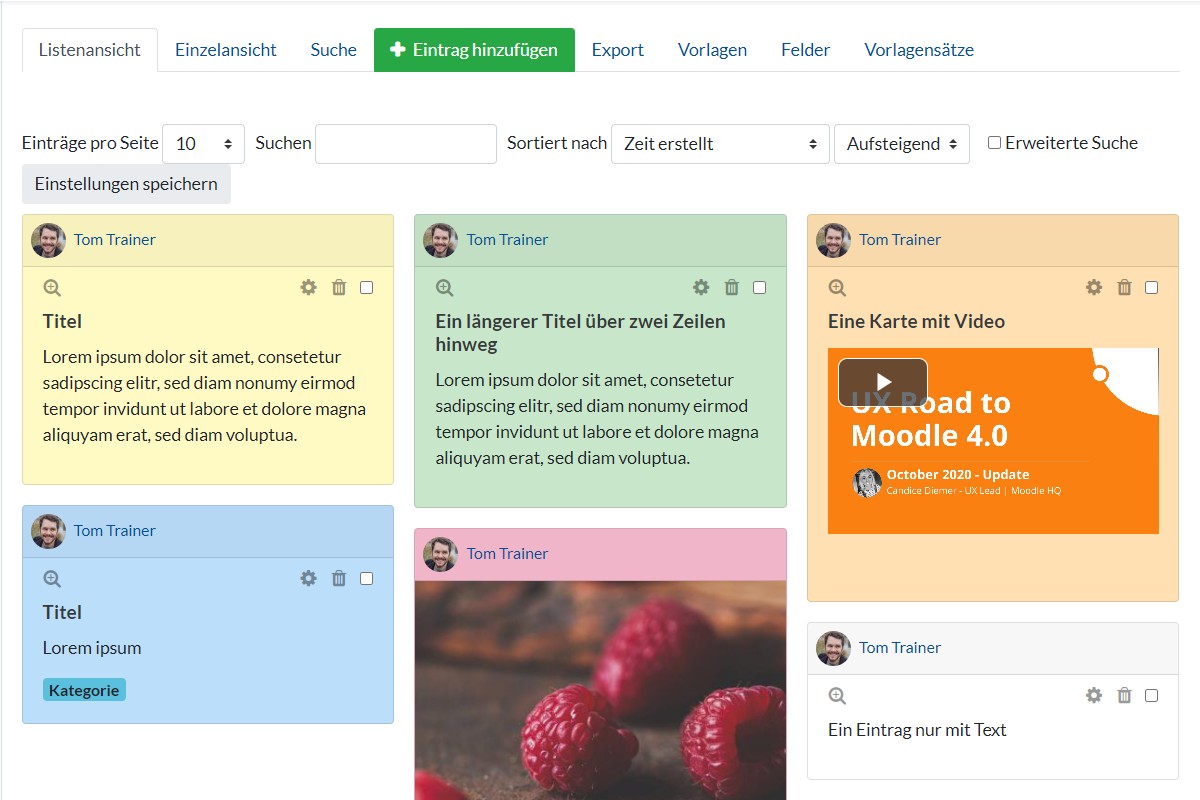 Listenansicht
Einzelansicht
Suche
Eintrag hinzufügen
Export
Vorlagen
Felder
Vorlagensätze
Einträge pro Seite 10 Suchen Sortiert nach Zeit erstellt Aufsteigend Erweiterte Suche
Einstellungen speichern
Tom Trainer
Titel
Lorem ipsum dolor sit amet, consetetur
sadipscing elitr, sed diam nonumy eirmod
tempor invidunt ut labore et dolore magna
aliquyam erat, sed diam voluptua.
Tom Trainer
Titel
Lorem ipsum
Kategorie
Tom Trainer
Ein längerer Titel über zwei Zeilen
hinweg
Lorem ipsum dolor sit amet, consetetur
sadipscing elitr, sed diam nonumy eirmod
tempor invidunt ut labore et dolore magna
aliquyam erat, sed diam voluptua.
Tom Trainer
Tom Trainer
Eine Karte mit Video
UX Road to
Moodle 4.0
October 2020 - Update
Candice Diemer - UX Lead | Moodle HQ
Tom Trainer
Ein Eintrag nur mit Text